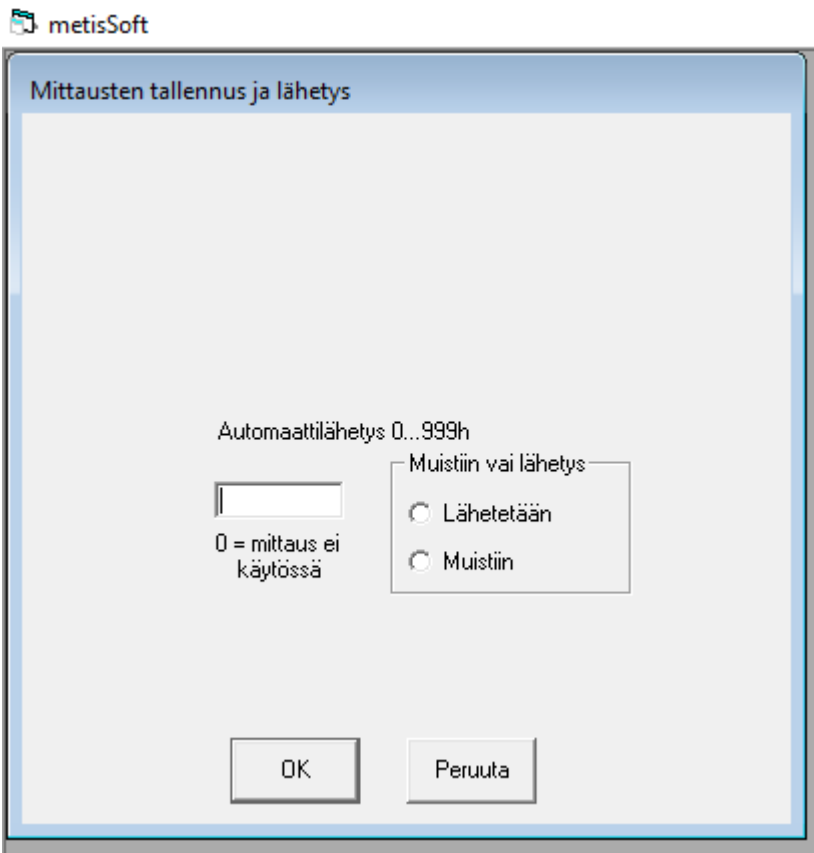 metisSoft
Mittausten tallennus ja lähetys
Automaattilähetys 0...999h
Muistiin vai lähetys
Lähetetään
0 = mittaus ei
käytössä
Muistiin
OK
Peruuta